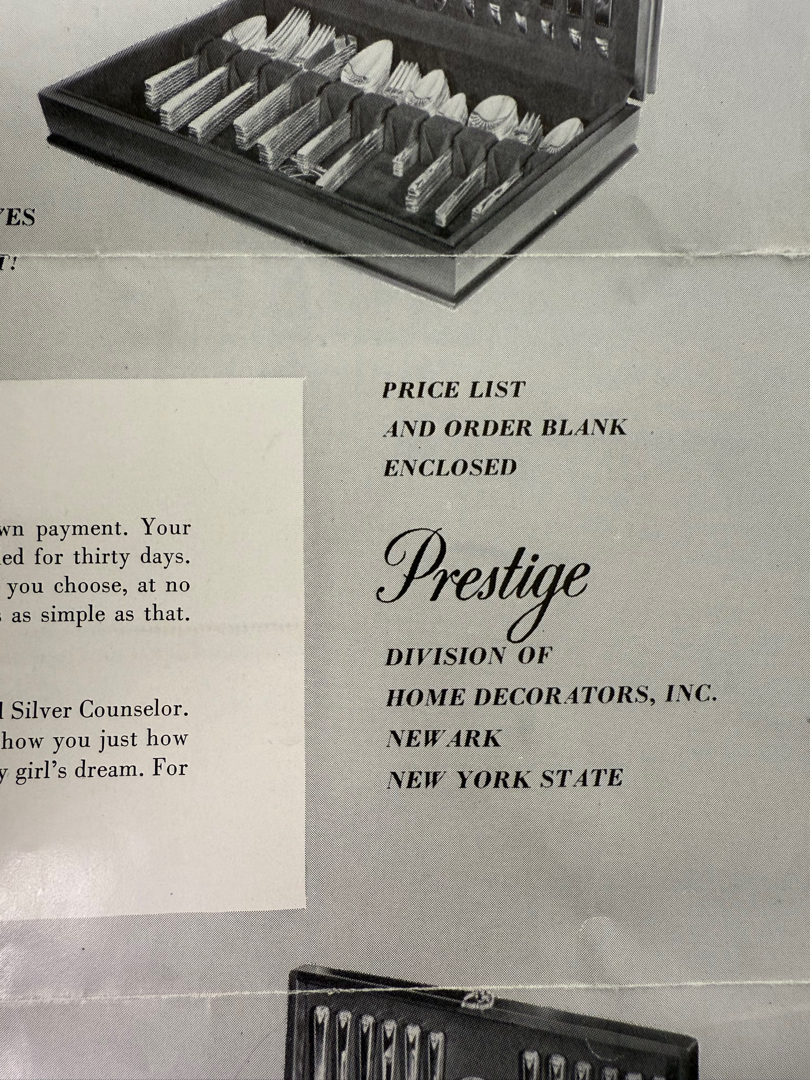 YES
T!
PRICE LIST
AND ORDER BLANK
ENCLOSED
wn payment. Your
ed for thirty days.
you choose, at no
s as simple as that.
Prestige
DIVISION OF
HOME DECORATORS, INC.
NEWARK
NEW YORK STATE
l Silver Counselor.
how you just how
y girl's dream. For